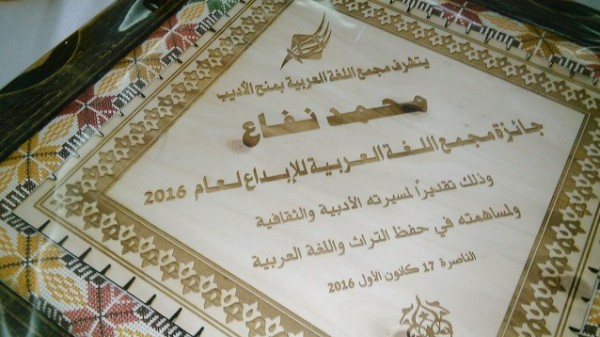 يتشرف مجمع اللغة العربية بمنح الأديب
محمد نفاع
جائزة مجمع اللغة العربية للإبداع لعام 2016
وذلك تقديراً لمسيرته الأدبية والثقافية
ولمساهمته في حفظ التراث واللغة العربية
الناصرة 17 كانون الأول 2016